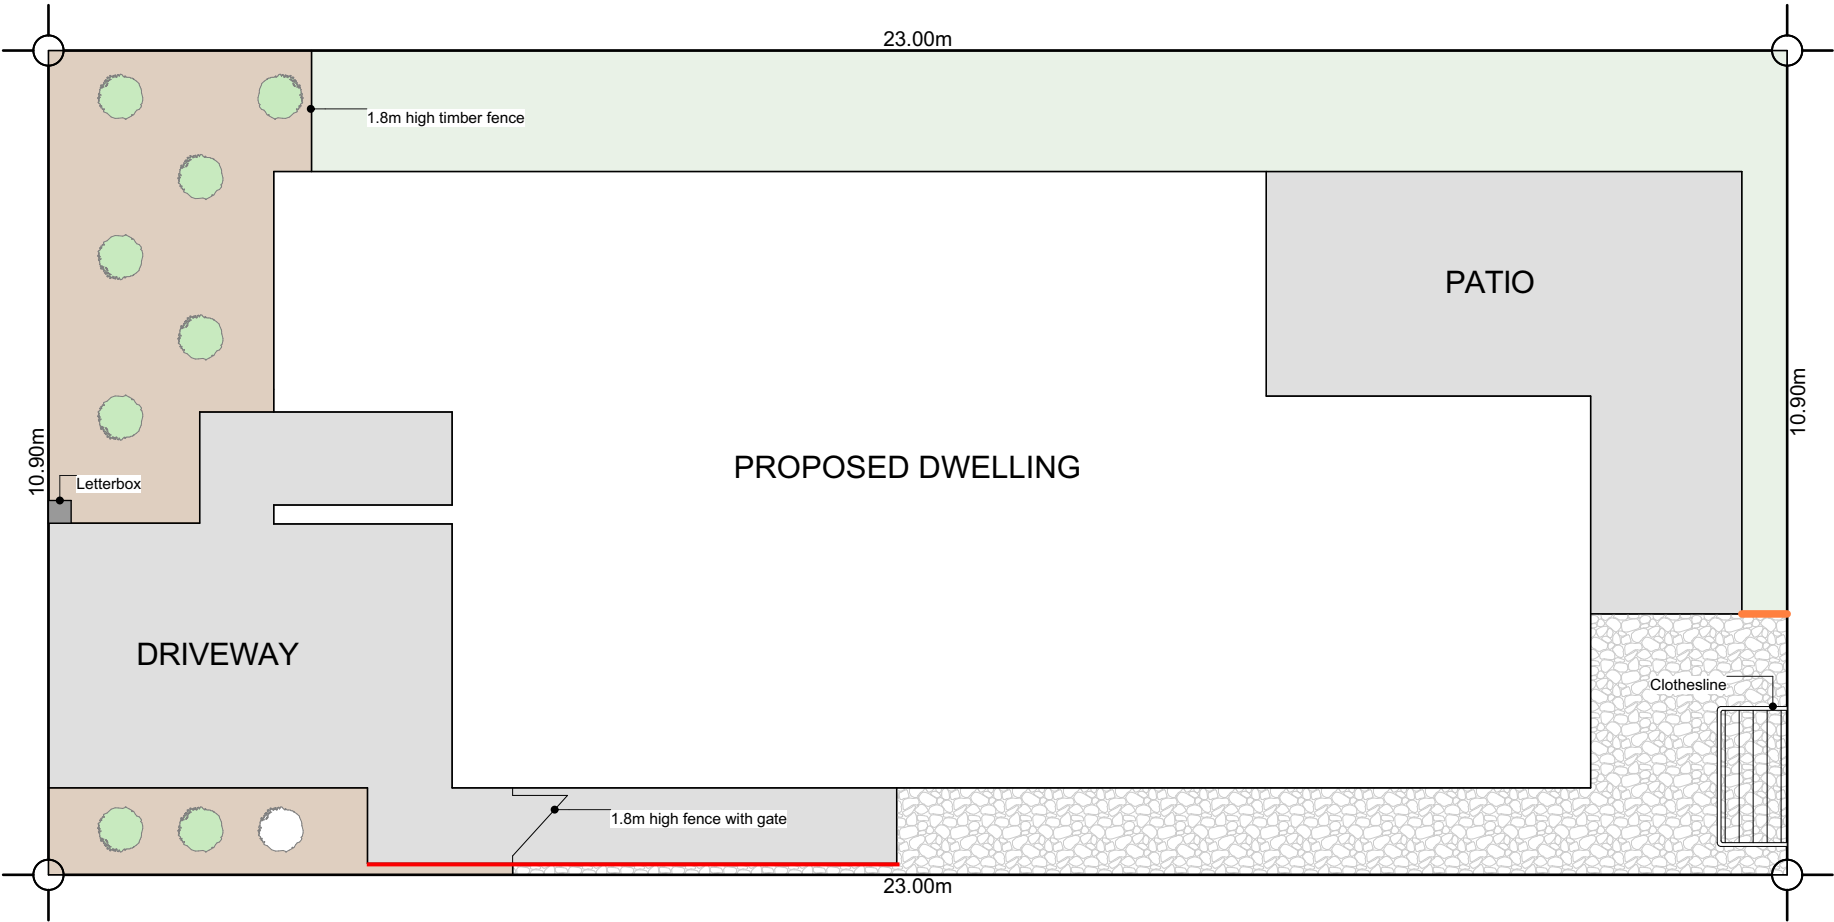 23.00m
1.8m high timber fence
PATIO
10.90m
10.90m
PROPOSED DWELLING
Letterbox
DRIVEWAY
Clothesline
1.8m high fence with gate
23.00m